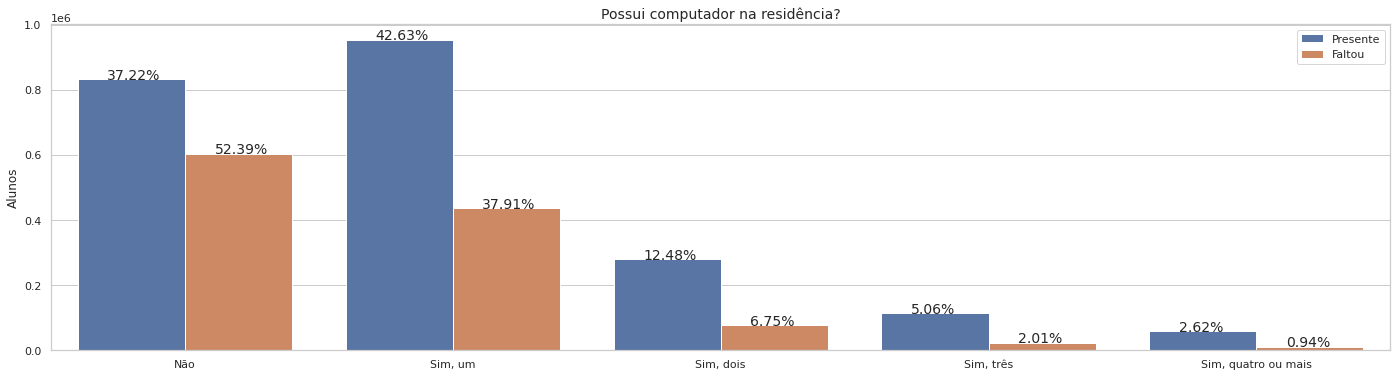 Possui computador na residência?
1e6
1.0
0.8
0.6
0.4
0.2
0.0
Alunos
Presente
Faltou
37.22%
52.39%
42.63%
37.91%
12.48%
6.75%
5.06%
2.01%
2.62%
0.94%
Não
Sim, um
Sim, dois
Sim, três
Sim, quatro ou mais